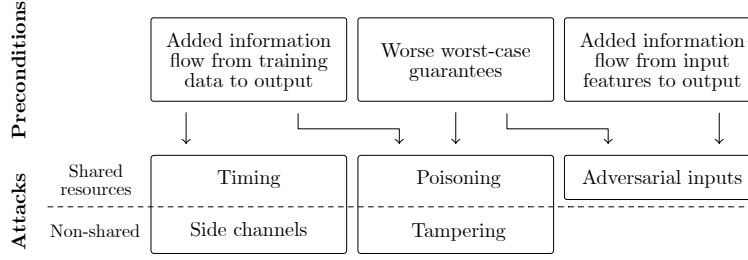 Preconditions
Added information
flow from training
data to output
Worse worst-case
guarantees
Added information
flow from input
features to output
Attacks
Shared
resources
Timing
Poisoning
Adversarial inputs
Non-shared
Side channels
Tampering